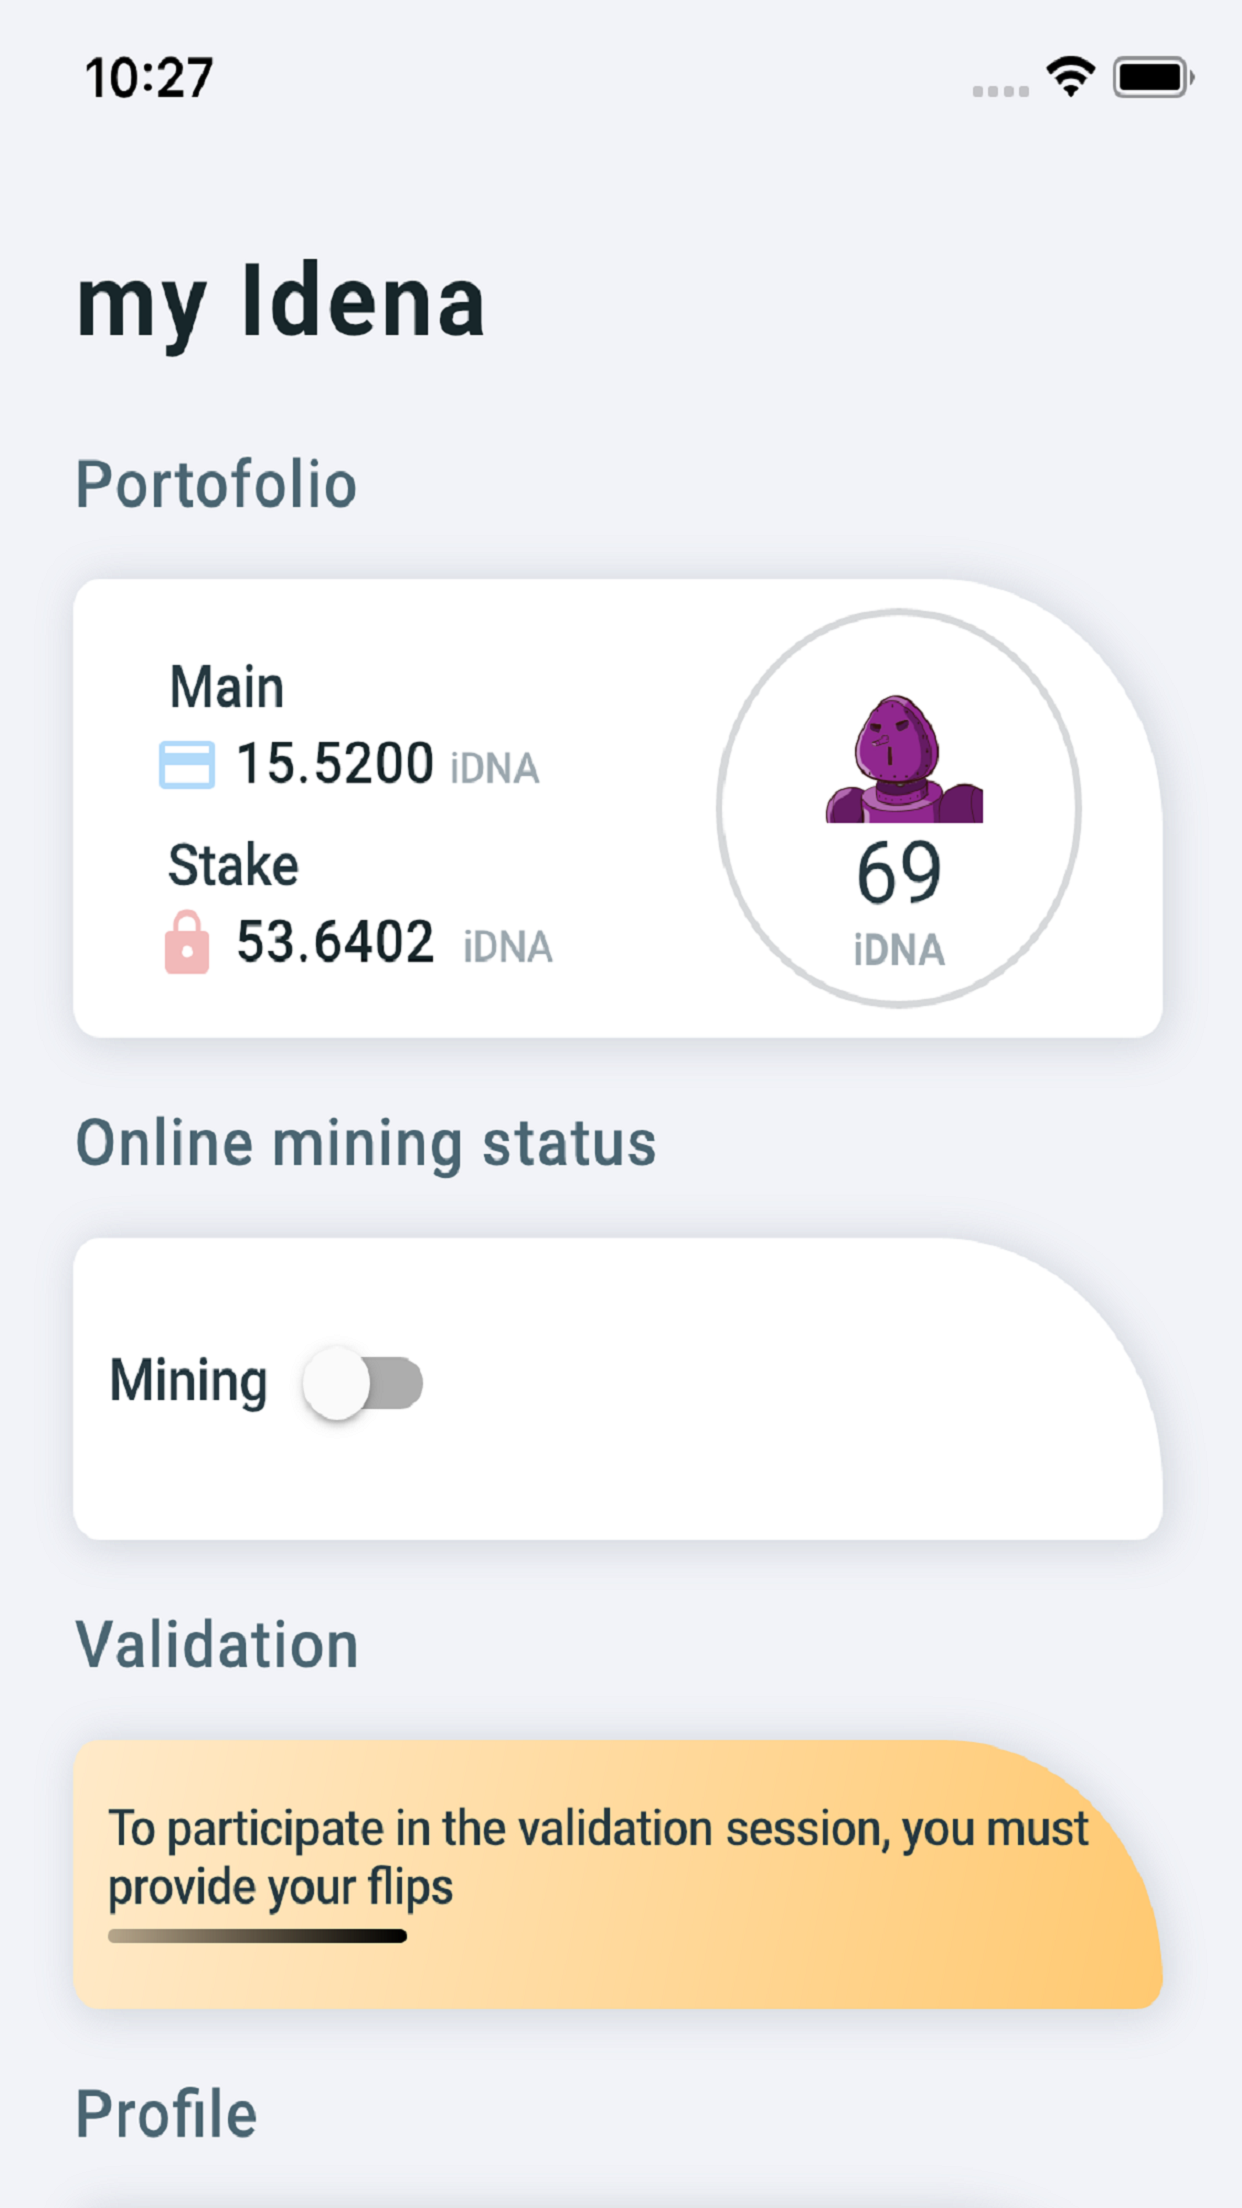 10:27
my Idena
Portofolio
Main
15.5200 iDNA
Stake
53.6402 iDNA
69
iDNA
Online mining status
Mining
Validation
To participate in the validation session, you must
provide your flips
Profile